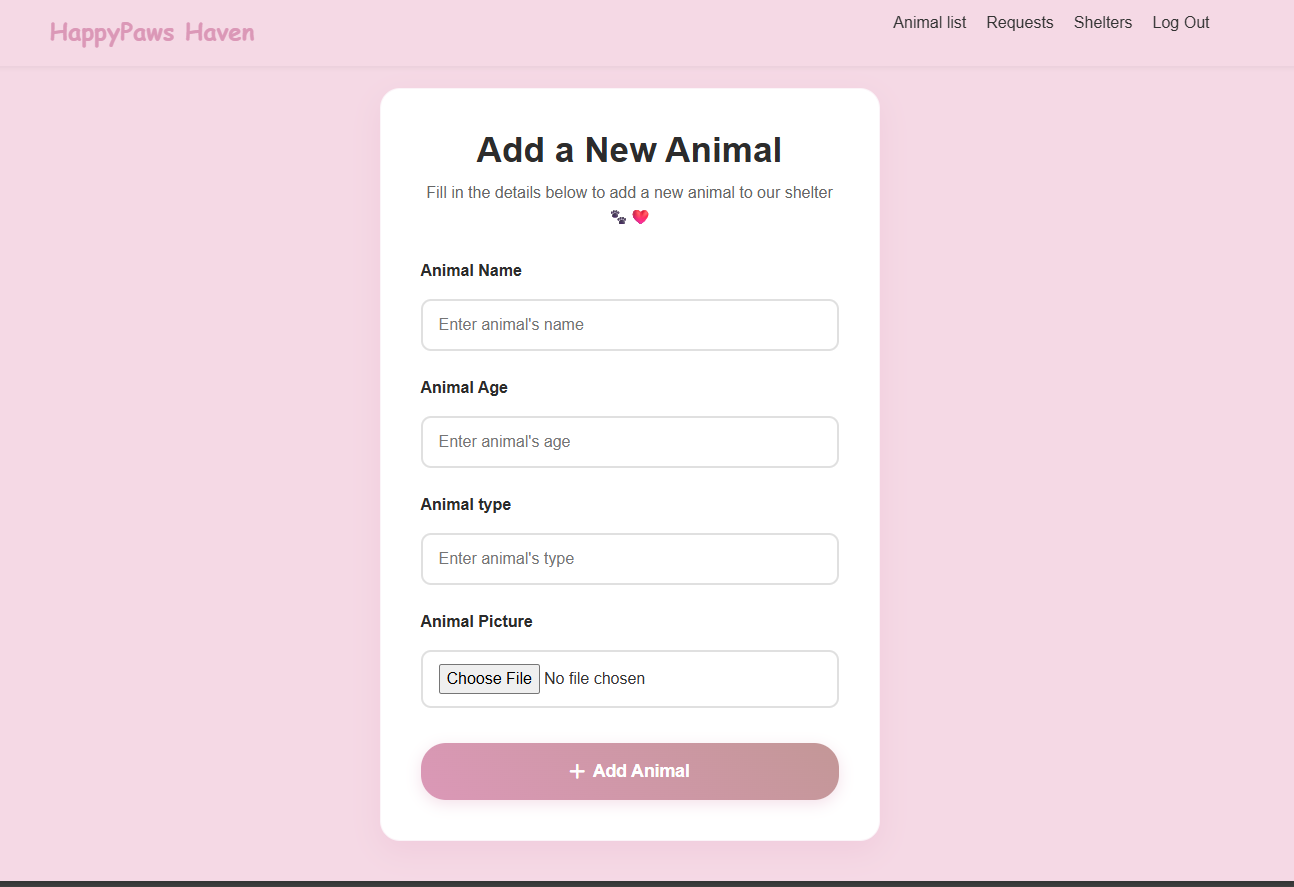 HappyPaws Haven
Animal list Requests Shelters Log Out
Add a New Animal
Fill in the details below to add a new animal to our shelter
🐾 💖
Animal Name
Enter animal's name
Animal Age
Enter animal's age
Animal type
Enter animal's type
Animal Picture
Choose File No file chosen
+ Add Animal